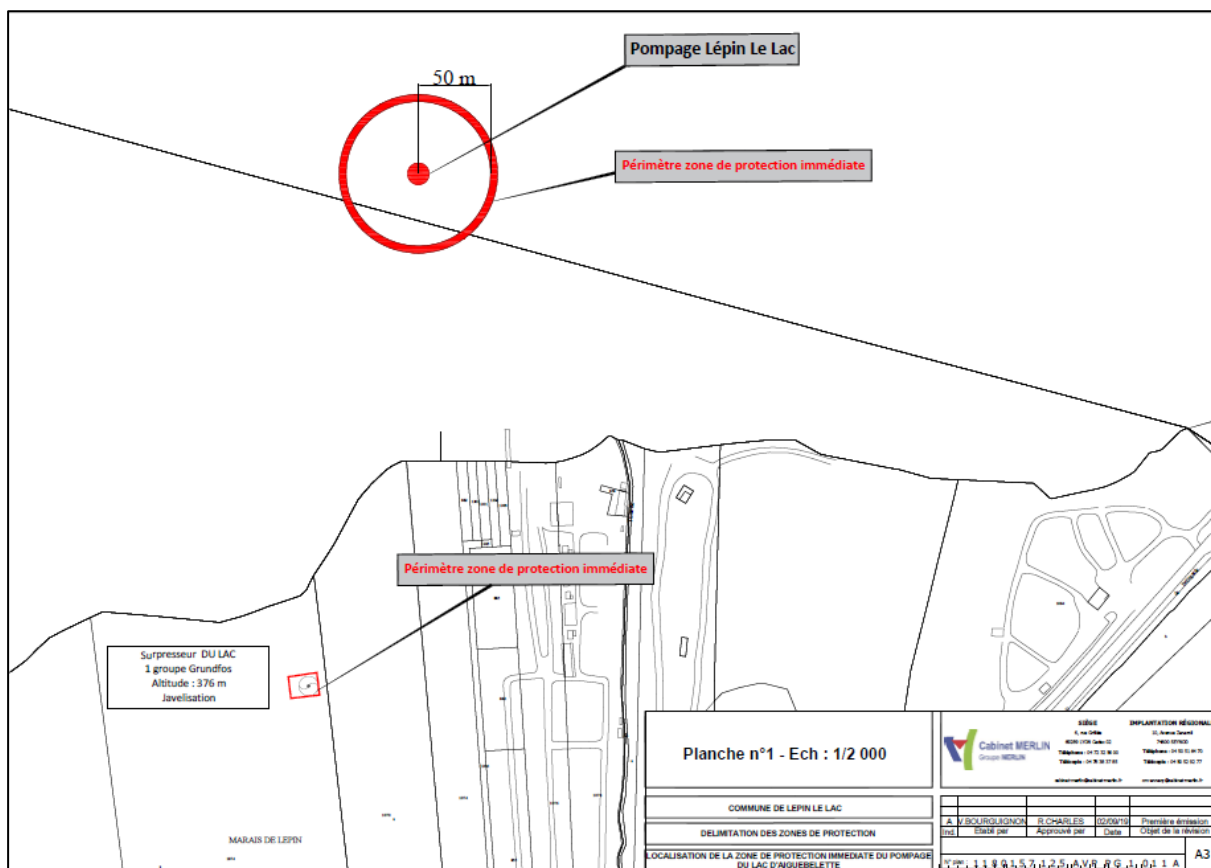 Pompage Lépin Le Lac
50 m
Périmètre zone de protection immédiate
Périmètre zone de protection immédiate
Surpresseur DU LAC
1 groupe Grundfos
Altitude : 376 m
Javelisation
MARAIS DE LEPIN
Planche n°1 - Ech : 1/2 000
COMMUNE DE LEPIN LE LAC
DELIMITATION DES ZONES DE PROTECTION
LOCALISATION DE LA ZONE DE PROTECTION IMMEDIATE DU POMPAGE
DU LAC D'AIGUEBELETTE
Cabinet MERLIN
Groupe MERLIN
SIÈGE
IMPLANTATION RÉGIONAL
A V.BOURGUIGNON R.CHARLES 02/09/19 Première émission
Ind. Etabli par Approuvé par Date Objet de la révision
A3